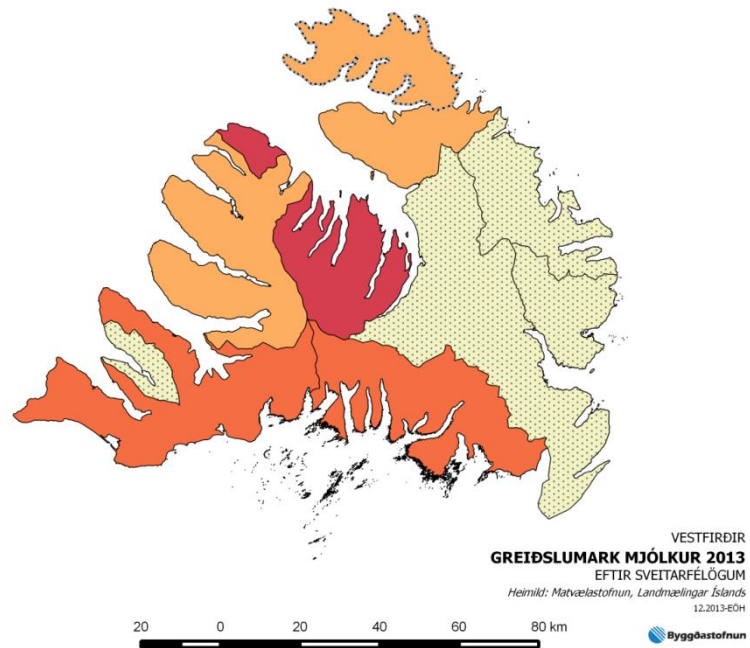 VESTFIRÐIR
GREIÐSLUMARK MJÓLKUR 2013
EFTIR SVEITARFÉLÖGUM
Heimild: Matvælastofnun, Landmælingar Íslands
12.2013-EÖH
20 0 20 40 60 80 km
Byggðastofnun